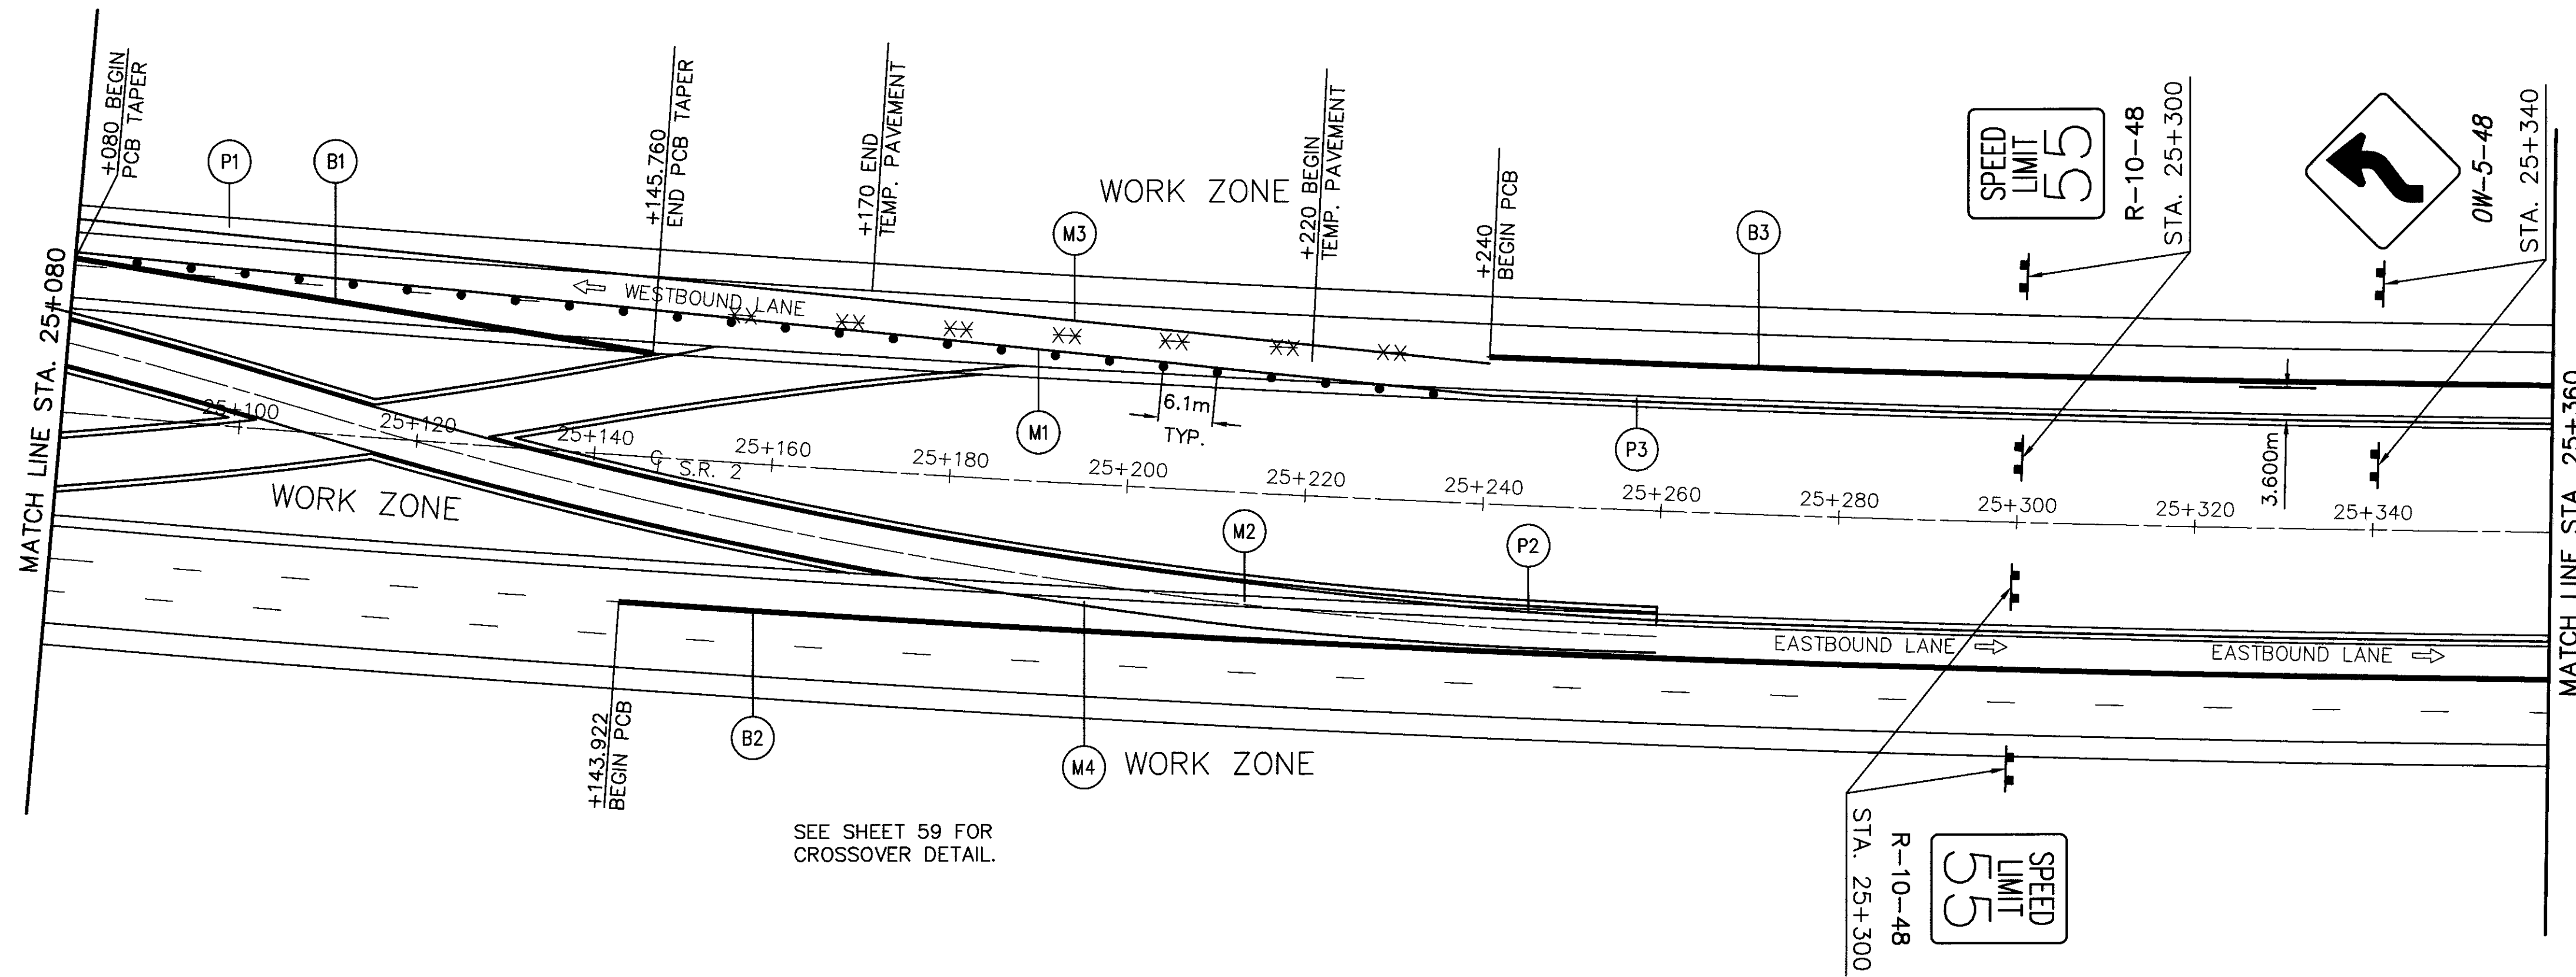 +080 BEGIN
PCB TAPER
P1
B1
+145.760
END PCB TAPER
+170 END
TEMP. PAVEMENT
WORK ZONE
M3
+220 BEGIN
TEMP. PAVEMENT
+240
BEGIN PCB
B3
SPEED
LIMIT
55
R-10-48
STA. 25+300
OW-5-48
STA. 25+340
MATCH LINE STA. 25+080
WESTBOUND LANE
6.1m
TYP.
M1
P3
3.600m
MATCH LINE STA. 25+360
25+100
25+120
25+140
25+160
25+180
25+200
25+220
25+240
25+260
25+280
25+300
25+320
25+340
℄ S.R. 2
WORK ZONE
M2
P2
EASTBOUND LANE
EASTBOUND LANE
+143.922
BEGIN PCB
B2
M4
WORK ZONE
SEE SHEET 59 FOR
CROSSOVER DETAIL.
STA. 25+300
R-10-48
SPEED
LIMIT
55